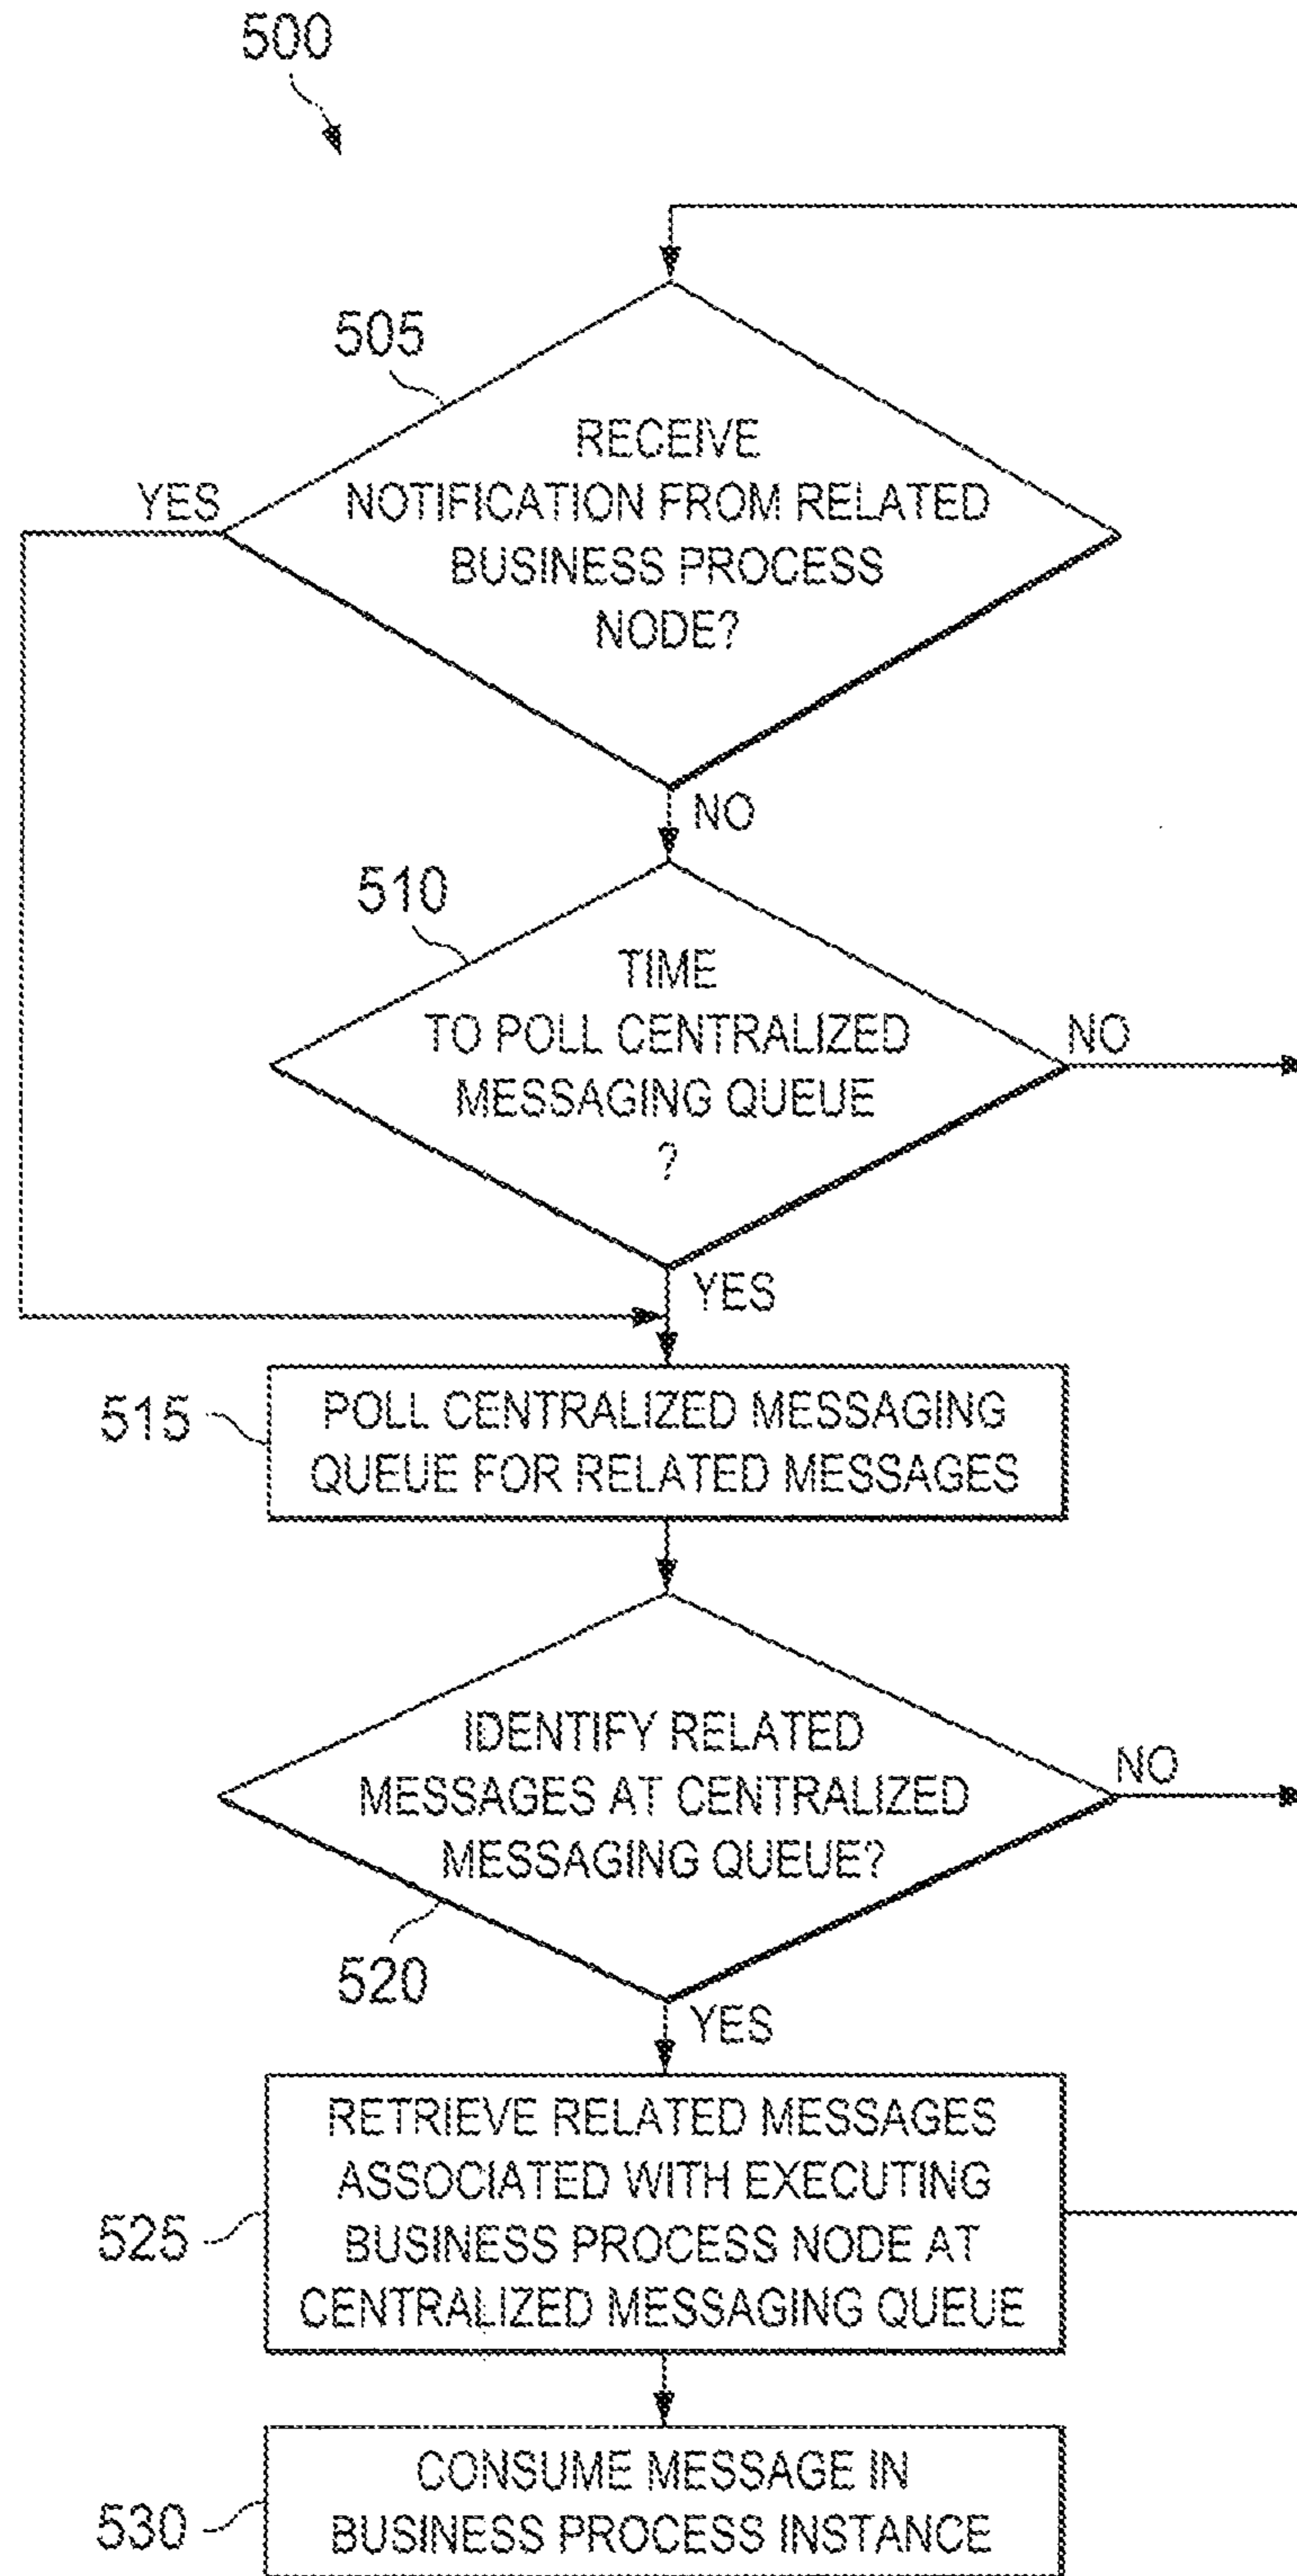 500
505
RECEIVE
NOTIFICATION FROM RELATED
BUSINESS PROCESS
NODE?
YES
NO
510
TIME
TO POLL CENTRALIZED
MESSAGING QUEUE
?
NO
YES
515
POLL CENTRALIZED MESSAGING
QUEUE FOR RELATED MESSAGES
IDENTIFY RELATED
MESSAGES AT CENTRALIZED
MESSAGING QUEUE?
NO
520
YES
525
RETRIEVE RELATED MESSAGES
ASSOCIATED WITH EXECUTING
BUSINESS PROCESS NODE AT
CENTRALIZED MESSAGING QUEUE
530
CONSUME MESSAGE IN
BUSINESS PROCESS INSTANCE